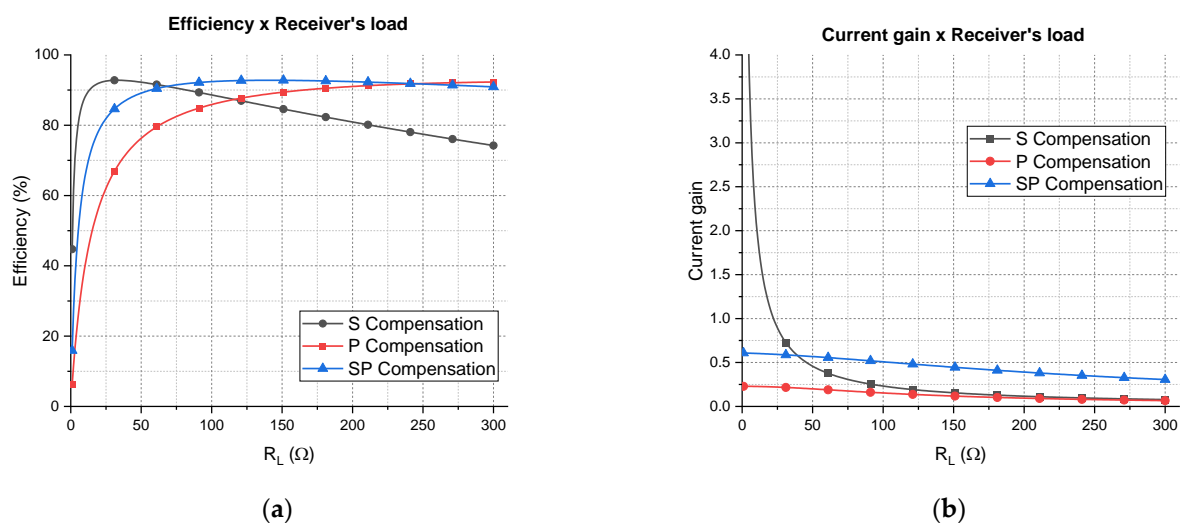 Efficiency x Receiver's load
100
80
60
40
20
0
Efficiency (%)
S Compensation
P Compensation
SP Compensation
0 50 100 150 200 250 300
R_L (Ω)
(a)
Current gain x Receiver's load
4.0
3.5
3.0
2.5
2.0
1.5
1.0
0.5
0.0
Current gain
S Compensation
P Compensation
SP Compensation
0 50 100 150 200 250 300
R_L (Ω)
(b)